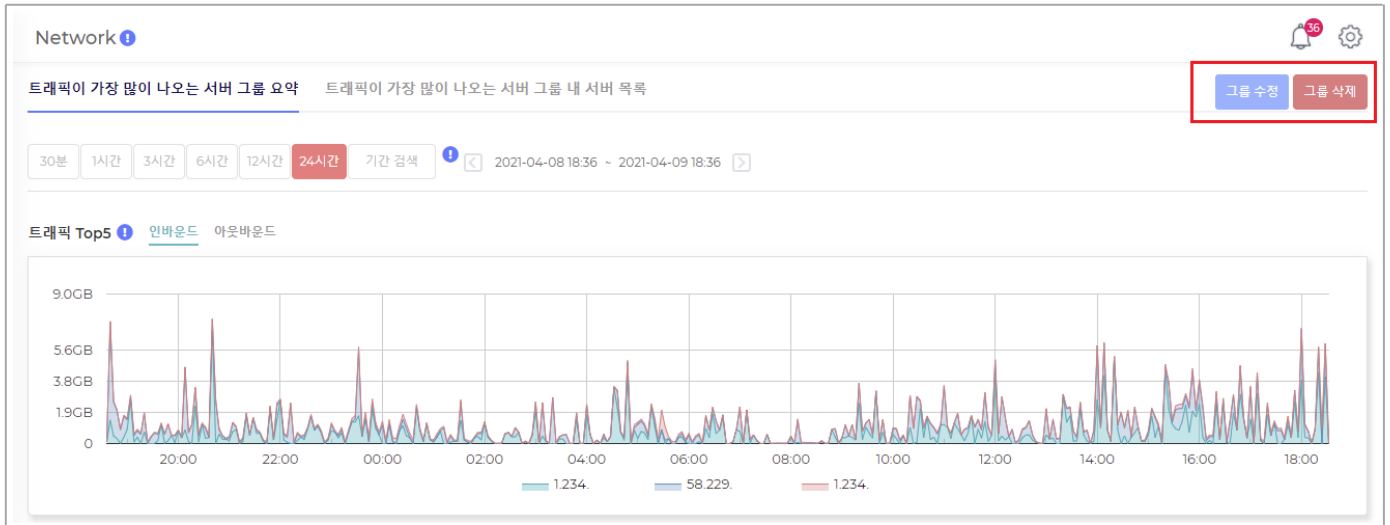 Network
36
트래픽이 가장 많이 나오는 서버 그룹 요약 트래픽이 가장 많이 나오는 서버 그룹 내 서버 목록 그룹 수정 그룹 삭제
30분 1시간 3시간 6시간 12시간 24시간 기간 검색 2021-04-08 18:36 ~ 2021-04-09 18:36
트래픽 Top5 인바운드 아웃바운드
9.0GB
5.6GB
3.8GB
1.9GB
0
20:00 22:00 00:00 02:00 04:00 06:00 08:00 10:00 12:00 14:00 16:00 18:00
1.234. 58.229. 1.234.